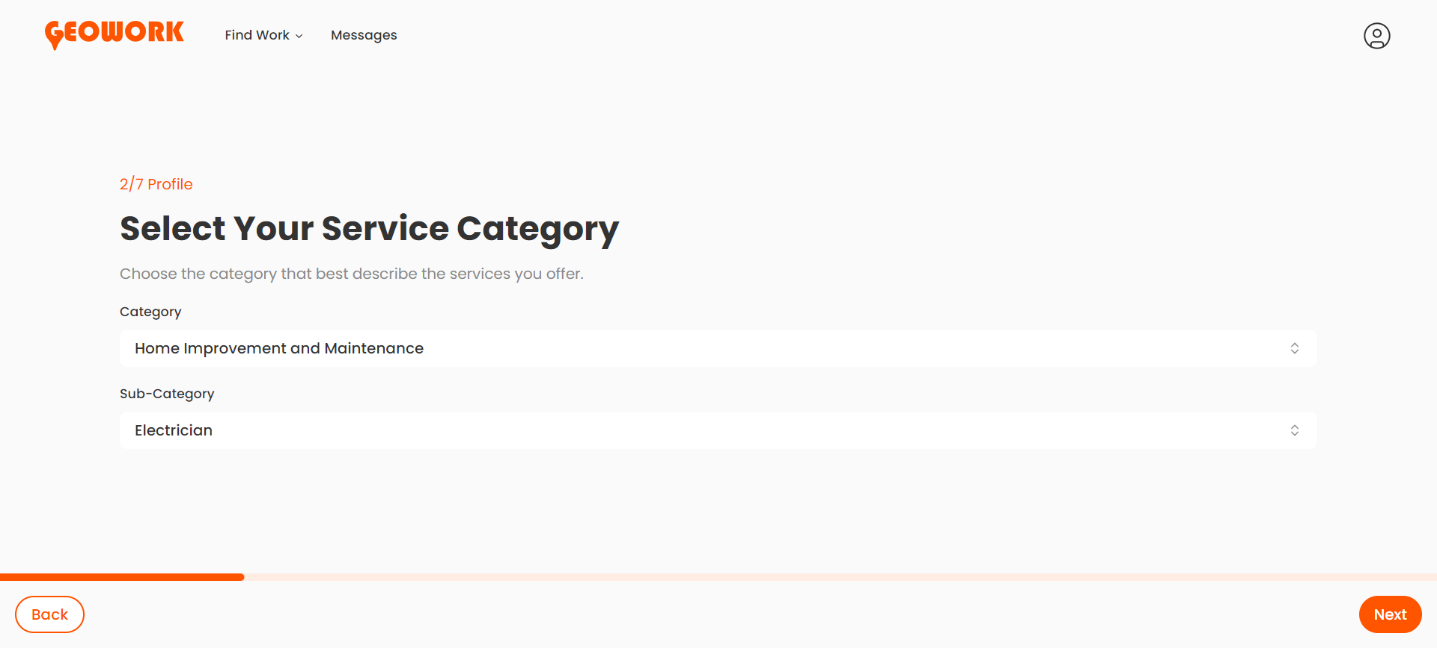 GEOWORK
Find Work
Messages
2/7 Profile
Select Your Service Category
Choose the category that best describe the services you offer.
Category
Home Improvement and Maintenance
Sub-Category
Electrician
Back
Next